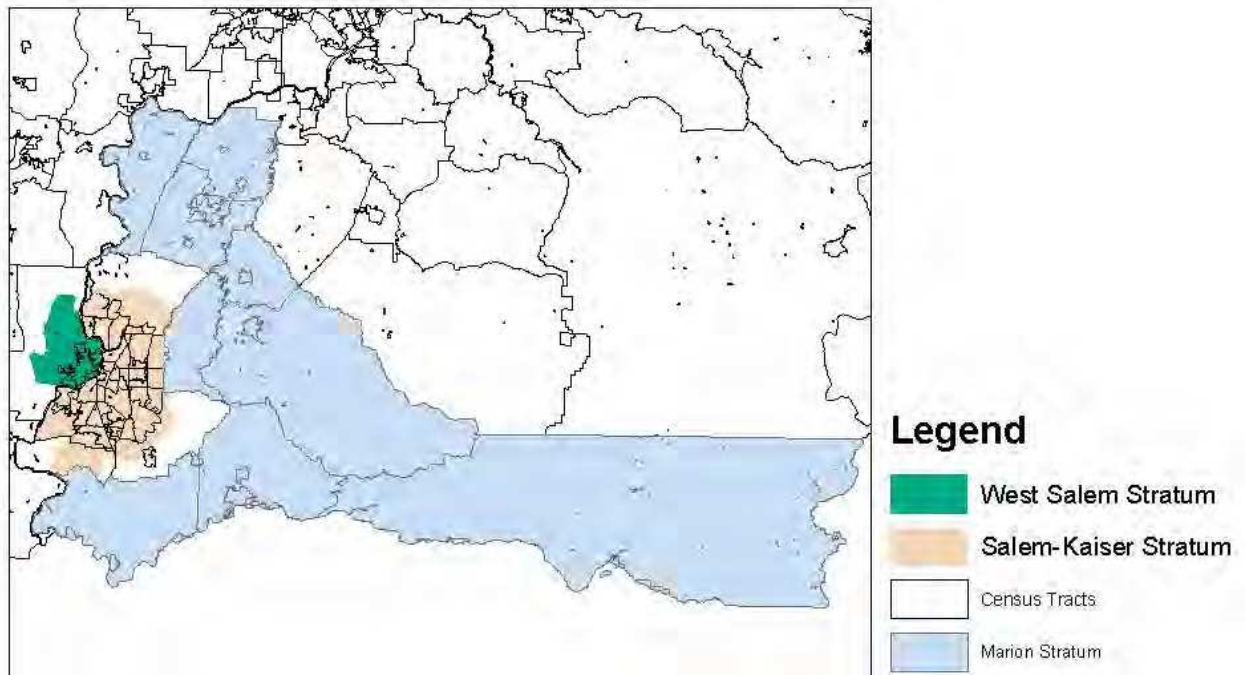 Legend
West Salem Stratum
Salem-Kaiser Stratum
Census Tracts
Marion Stratum